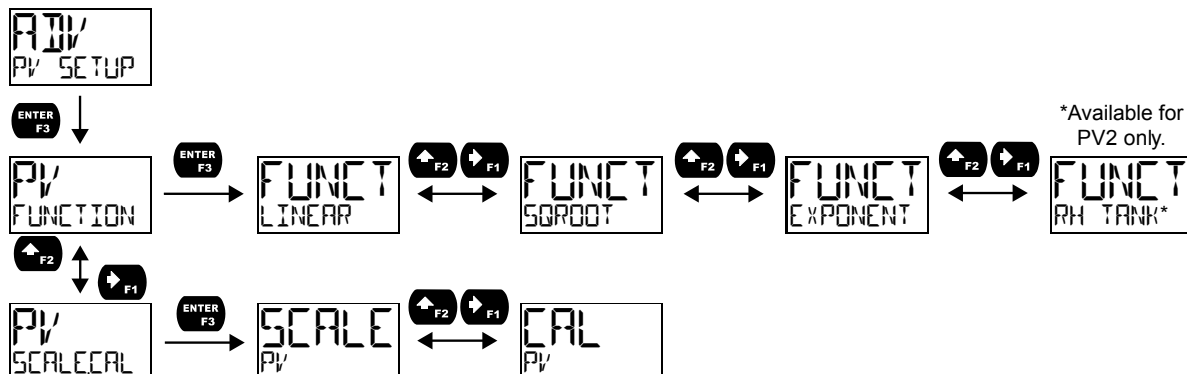 ADV
PV SETUP
ENTER
F3
*Available for
PV2 only.
PV
FUNCTION
ENTER
F3
FUNCT
LINEAR
F2 F1
FUNCT
SQROOT
F2 F1
FUNCT
EXPONENT
F2 F1
FUNCT
RH TANK*
F2
F1
PV
SCALE.CAL
ENTER
F3
SCALE
PV
F2 F1
CAL
PV